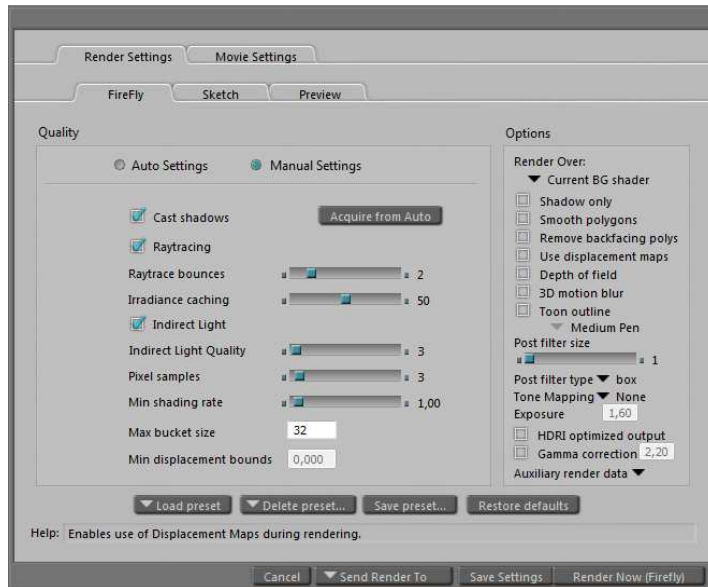 Render Settings Movie Settings
FireFly Sketch Preview
Quality
Auto Settings Manual Settings
Cast shadows Acquire from Auto
Raytracing
Raytrace bounces 2
Irradiance caching 50
Indirect Light
Indirect Light Quality 3
Pixel samples 3
Min shading rate 1,00
Max bucket size 32
Min displacement bounds 0,000
Options
Render Over:
Current BG shader
Shadow only
Smooth polygons
Remove backfacing polys
Use displacement maps
Depth of field
3D motion blur
Toon outline
Medium Pen
Post filter size
1
Post filter type box
Tone Mapping None
Exposure 1,60
HDRI optimized output
Gamma correction 2,20
Auxiliary render data
Load preset Delete preset... Save preset... Restore defaults
Help: Enables use of Displacement Maps during rendering.
Cancel Send Render To Save Settings Render Now (Firefly)